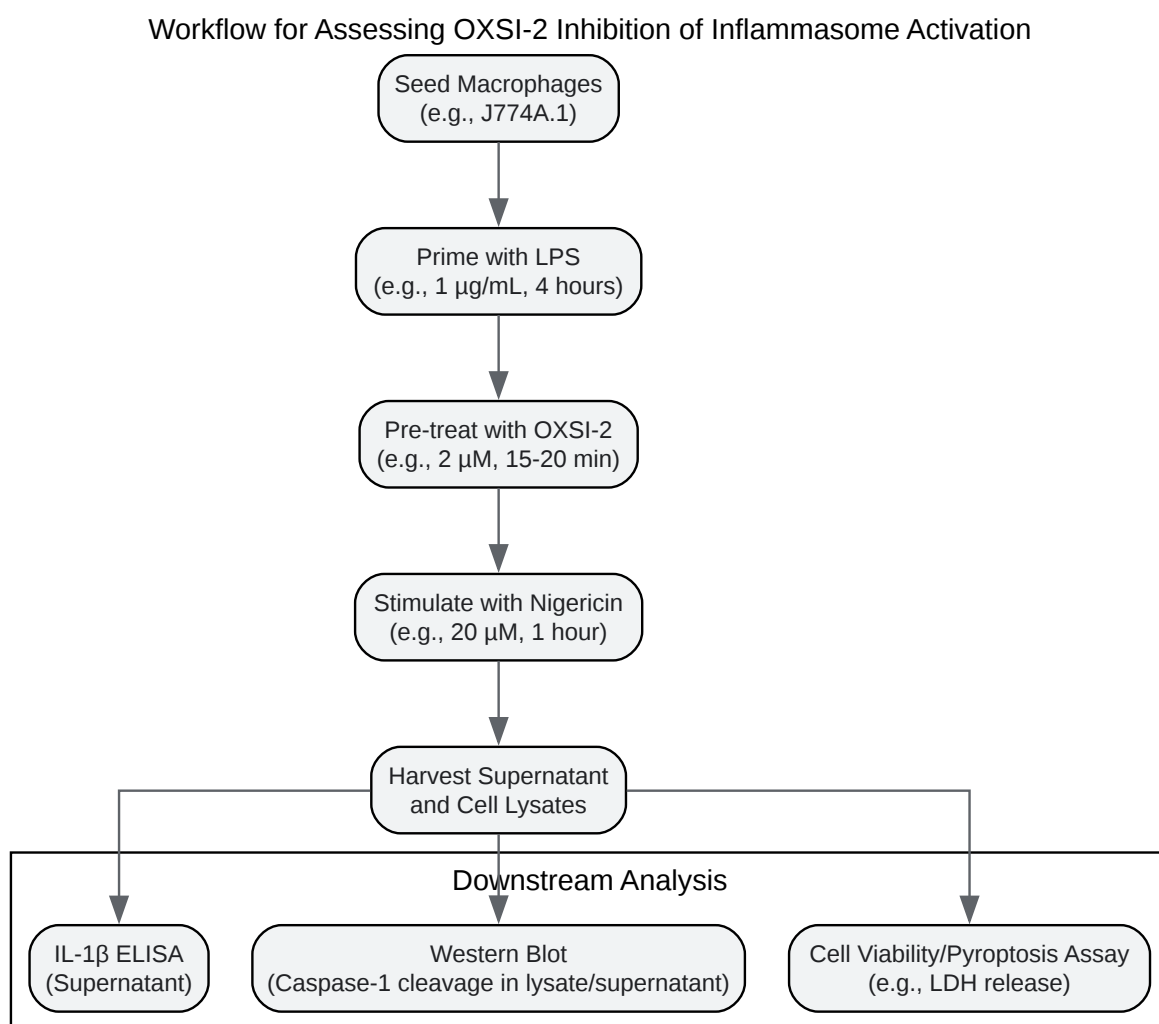 Workflow for Assessing OXSI-2 Inhibition of Inflammasome Activation
Seed Macrophages
(e.g., J774A.1)
Prime with LPS
(e.g., 1 µg/mL, 4 hours)
Pre-treat with OXSI-2
(e.g., 2 µM, 15-20 min)
Stimulate with Nigericin
(e.g., 20 µM, 1 hour)
Harvest Supernatant
and Cell Lysates
Downstream Analysis
IL-1β ELISA
(Supernatant)
Western Blot
(Caspase-1 cleavage in lysate/supernatant)
Cell Viability/Pyroptosis Assay
(e.g., LDH release)